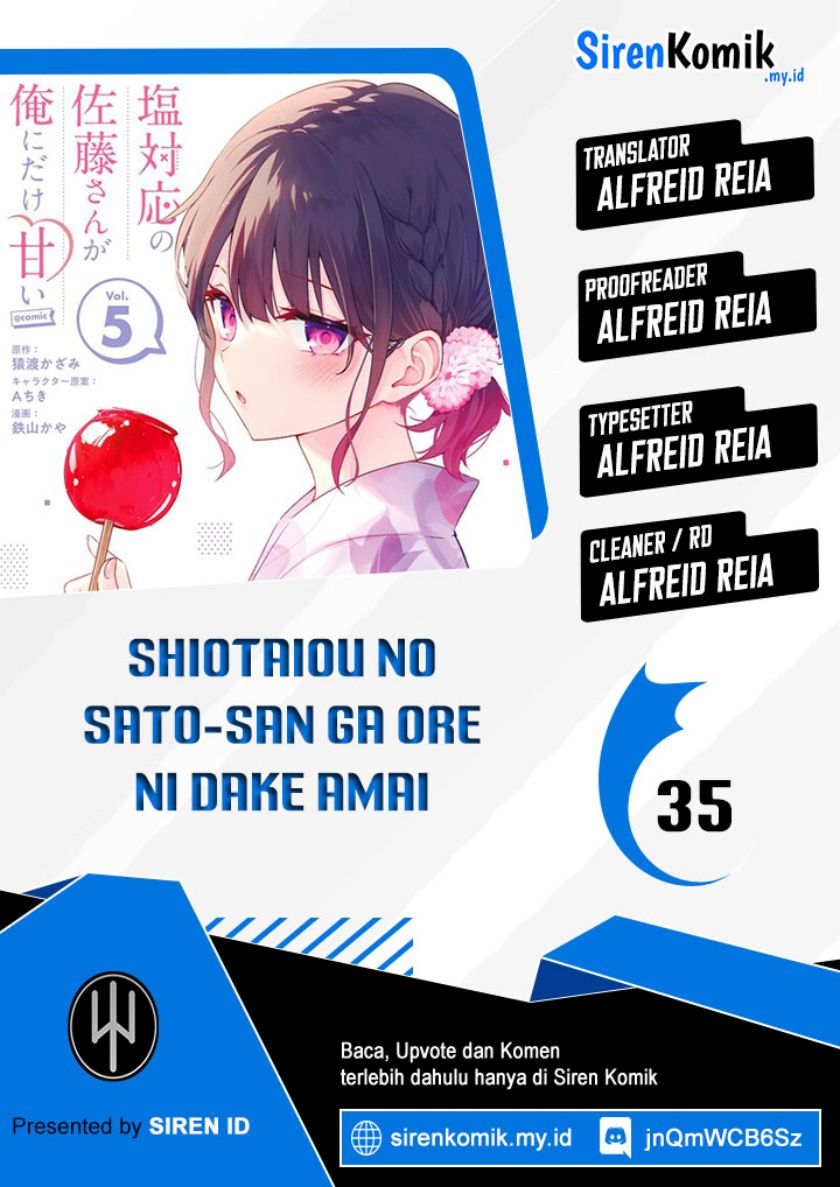 SirenKomik
.my.id
塩対応の
佐藤さんが
俺にだけ
甘い
@comic
Vol.
5
原作：
猿渡かざみ
キャラクター原案：
Aちき
漫画：
鉄山かや
TRANSLATOR
ALFREID REIA
PROOFREADER
ALFREID REIA
TYPESETTER
ALFREID REIA
CLEANER / RD
ALFREID REIA
SHIOTAIOU NO
SATO-SAN GA ORE
NI DAKE AMAI
35
Baca, Upvote dan Komen
terlebih dahulu hanya di Siren Komik
Presented by SIREN ID
sirenkomik.my.id
jnQmWCB6Sz